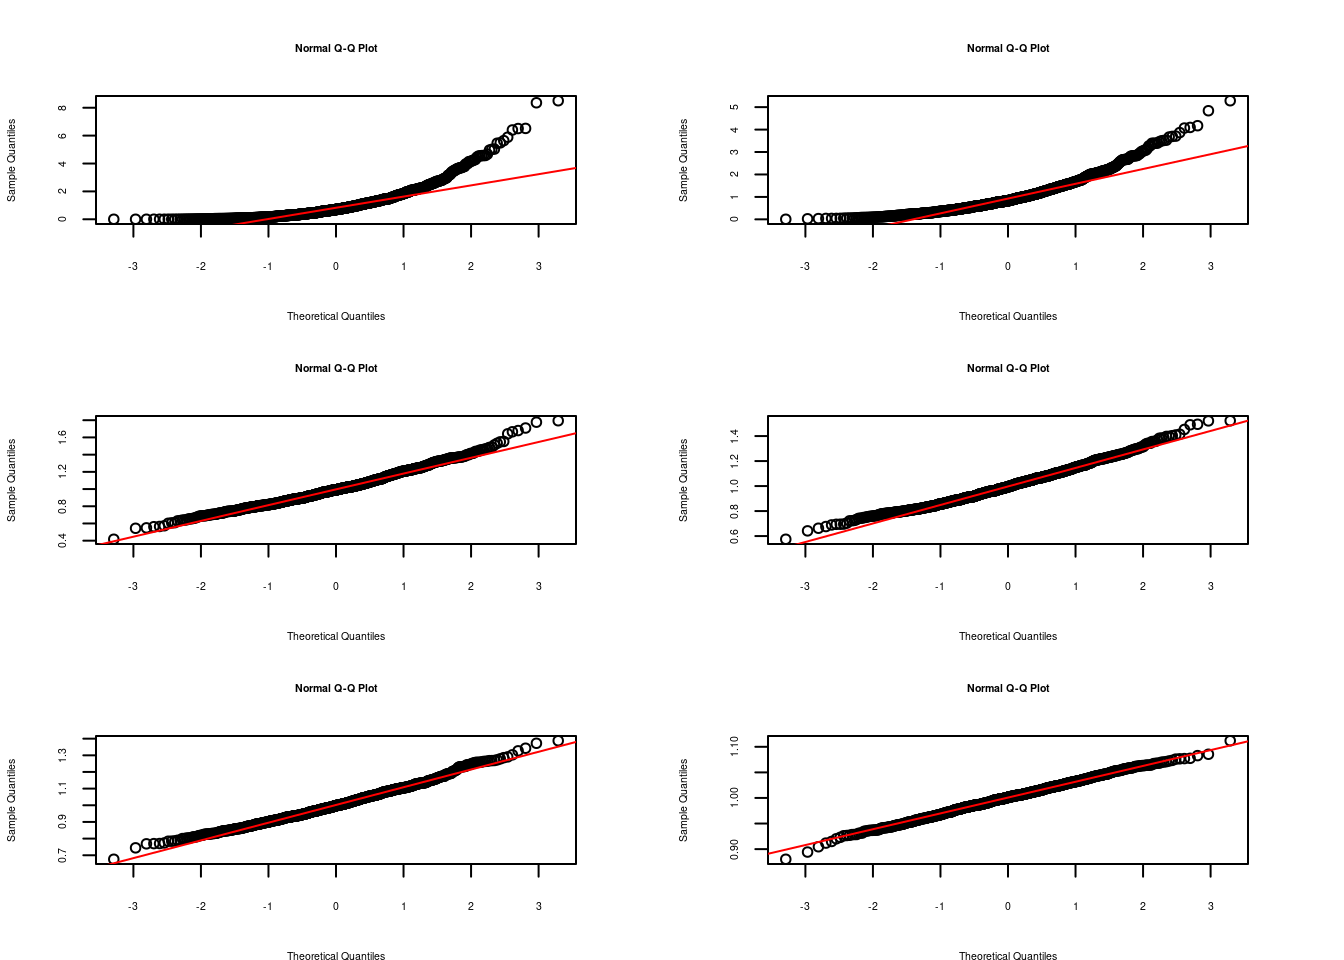 Normal Q-Q Plot
Sample Quantiles
0 2 4 6 8
-3 -2 -1 0 1 2 3
Theoretical Quantiles
Normal Q-Q Plot
Sample Quantiles
0 1 2 3 4 5
-3 -2 -1 0 1 2 3
Theoretical Quantiles
Normal Q-Q Plot
Sample Quantiles
0.4 0.8 1.2 1.6
-3 -2 -1 0 1 2 3
Theoretical Quantiles
Normal Q-Q Plot
Sample Quantiles
0.6 0.8 1.0 1.2 1.4
-3 -2 -1 0 1 2 3
Theoretical Quantiles
Normal Q-Q Plot
Sample Quantiles
0.7 0.9 1.1 1.3
-3 -2 -1 0 1 2 3
Theoretical Quantiles
Normal Q-Q Plot
Sample Quantiles
0.90 1.00 1.10
-3 -2 -1 0 1 2 3
Theoretical Quantiles